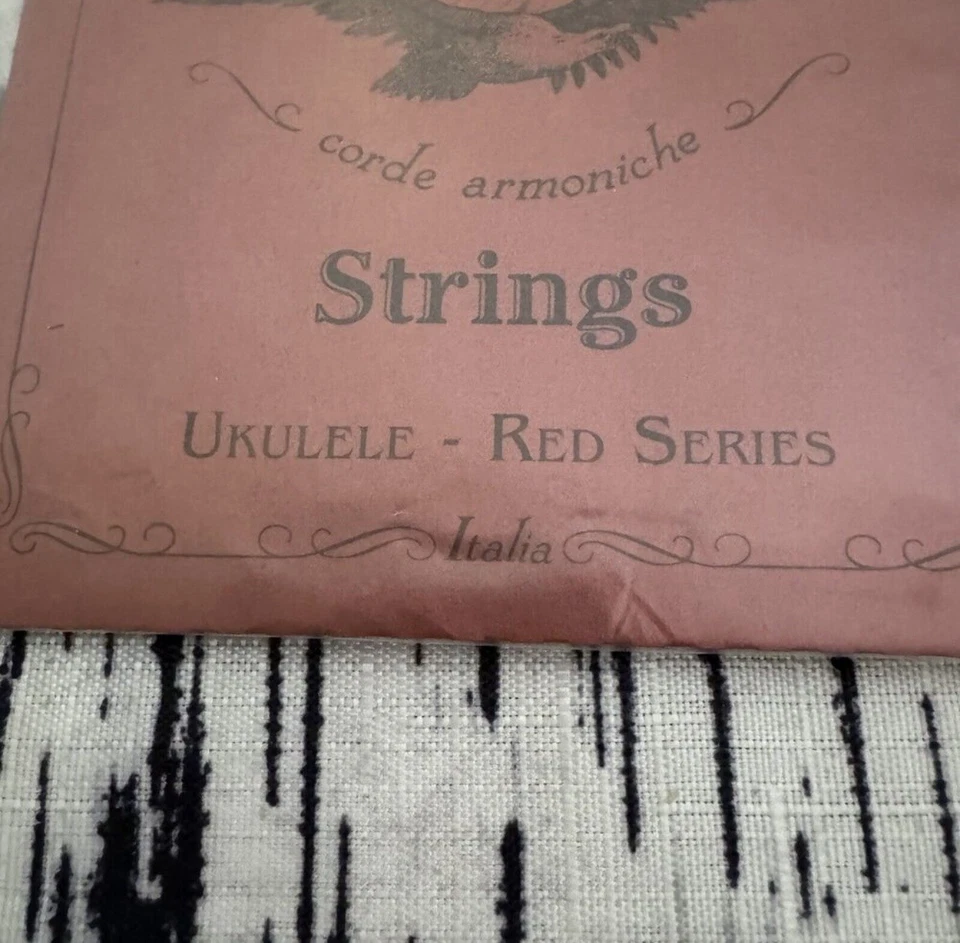 corde armoniche
Strings
UKULELE - RED SERIES
Italia